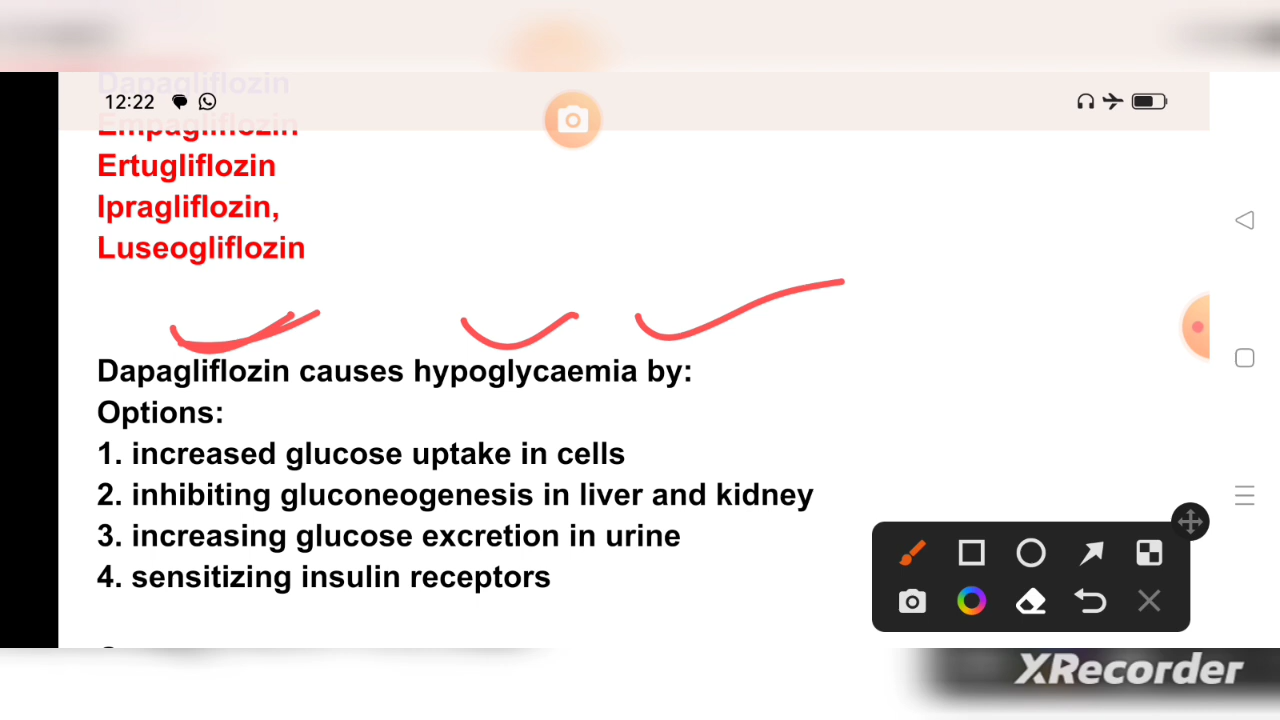 Dapagliflozin
12:22
Empagliflozin
Ertugliflozin
Ipragliflozin,
Luseogliflozin
Dapagliflozin causes hypoglycaemia by:
Options:
1. increased glucose uptake in cells
2. inhibiting gluconeogenesis in liver and kidney
3. increasing glucose excretion in urine
4. sensitizing insulin receptors
XRecorder